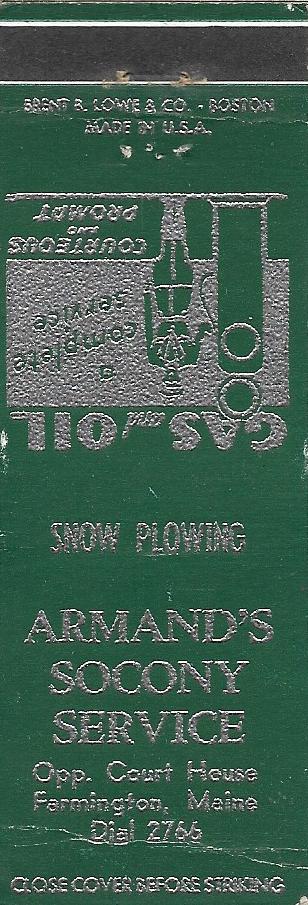 BRENT R. LOWE & CO. - BOSTON
MADE IN U.S.A.
GAS and OIL
a
complete
service
COURTEOUS
AND
PROMPT
SNOW PLOWING
ARMAND'S
SOCONY
SERVICE
Opp. Court House
Farmington, Maine
Dial 2766
CLOSE COVER BEFORE STRIKING